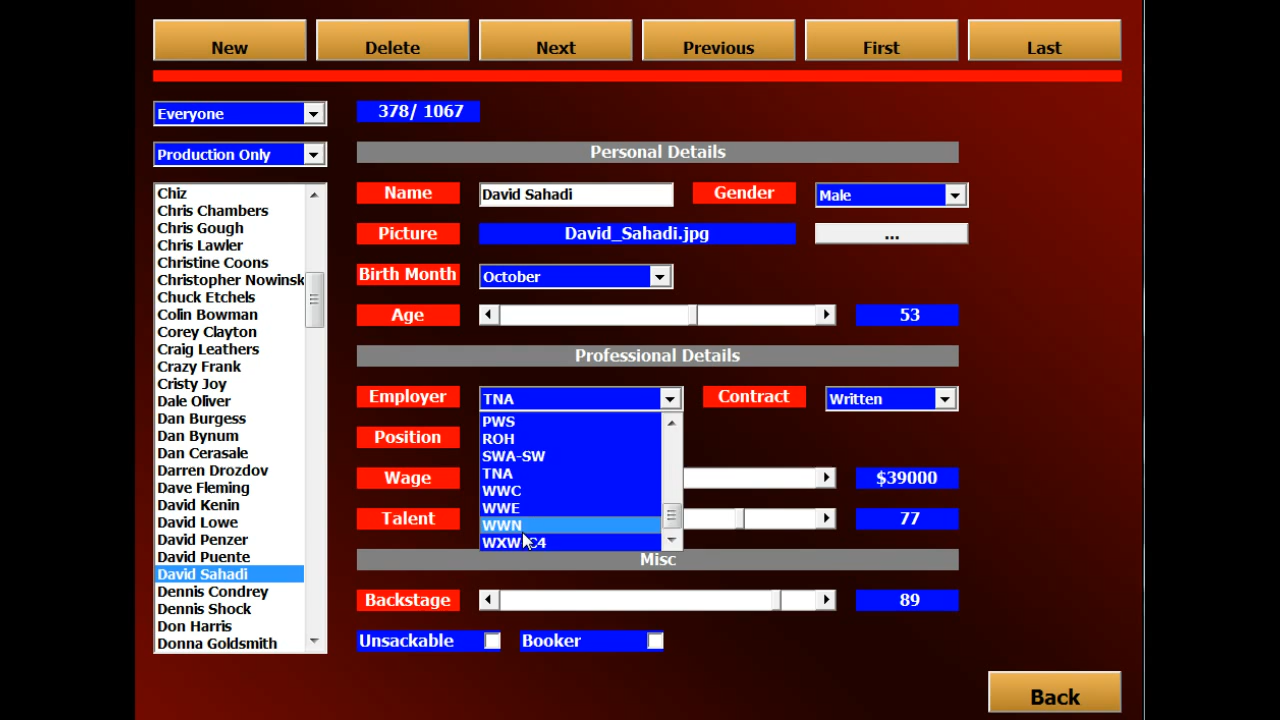 New Delete Next Previous First Last
Everyone 378/ 1067
Production Only
Personal Details
Name David Sahadi Gender Male
Picture David_Sahadi.jpg ...
Birth Month October
Age 53
Professional Details
Employer TNA Contract Written
Position
Wage $39000
Talent 77
PWS
ROH
SWA-SW
TNA
WWC
WWE
WWN
Misc
Backstage 89
Unsackable Booker
Chiz
Chris Chambers
Chris Gough
Chris Lawler
Christine Coons
Christopher Nowinsk
Chuck Etchels
Colin Bowman
Corey Clayton
Craig Leathers
Crazy Frank
Cristy Joy
Dale Oliver
Dan Burgess
Dan Bynum
Dan Cerasale
Darren Drozdov
Dave Fleming
David Kenin
David Lowe
David Penzer
David Puente
David Sahadi
Dennis Condrey
Dennis Shock
Don Harris
Donna Goldsmith
Back